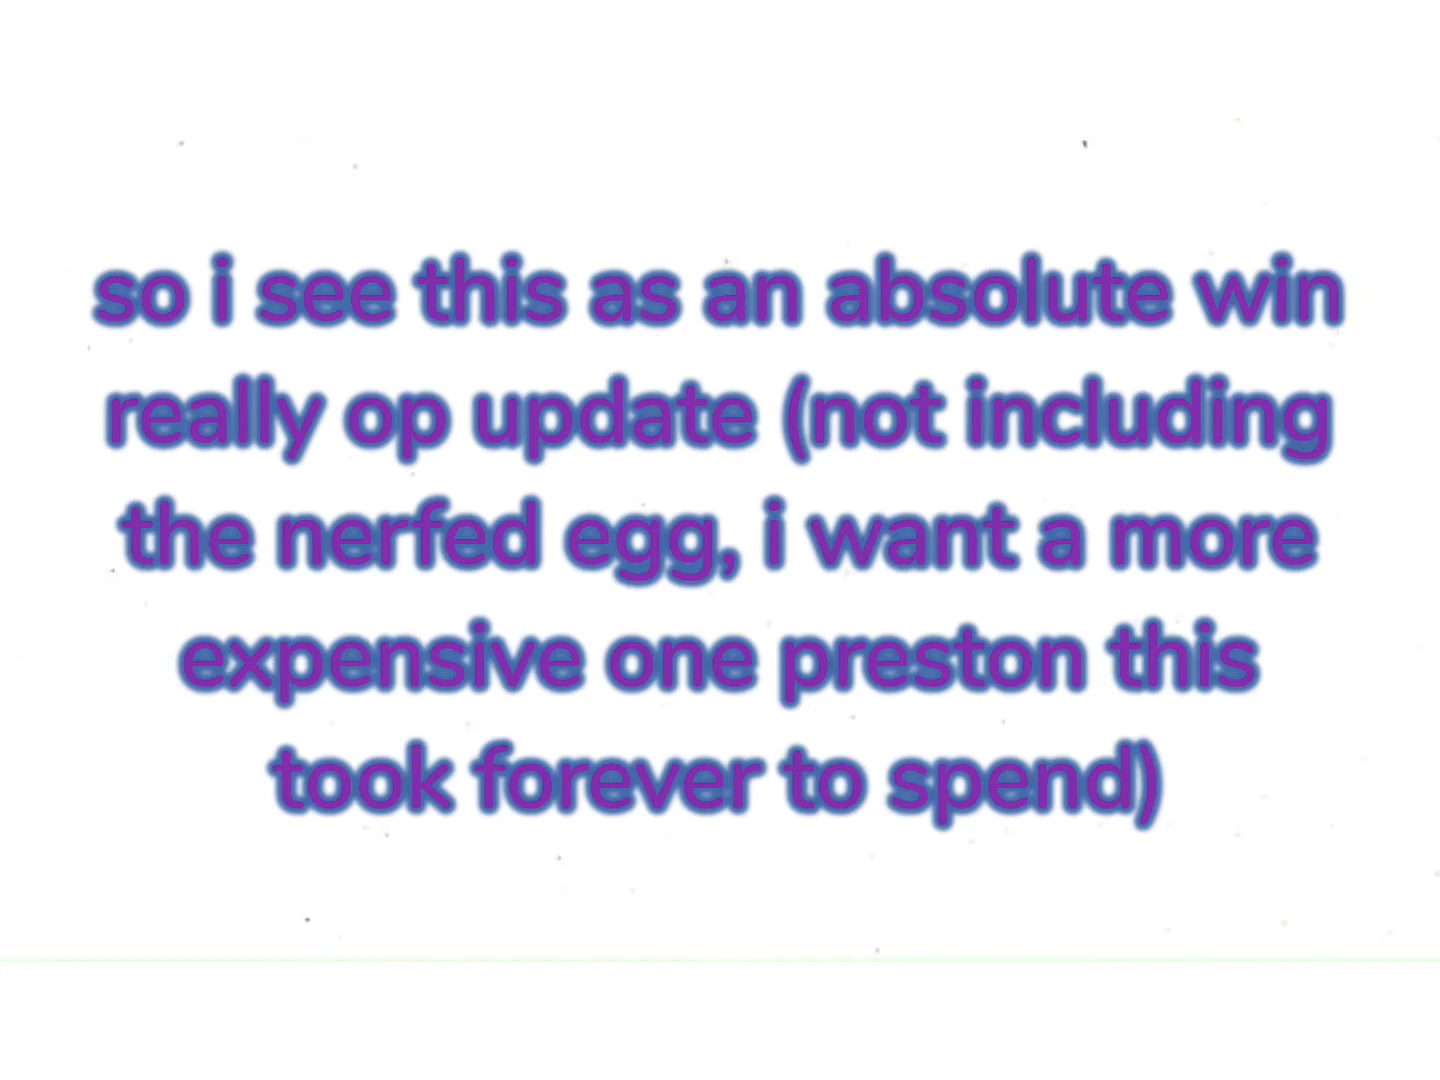 so i see this as an absolute win
really op update (not including
the nerfed egg, i want a more
expensive one preston this
took forever to spend)